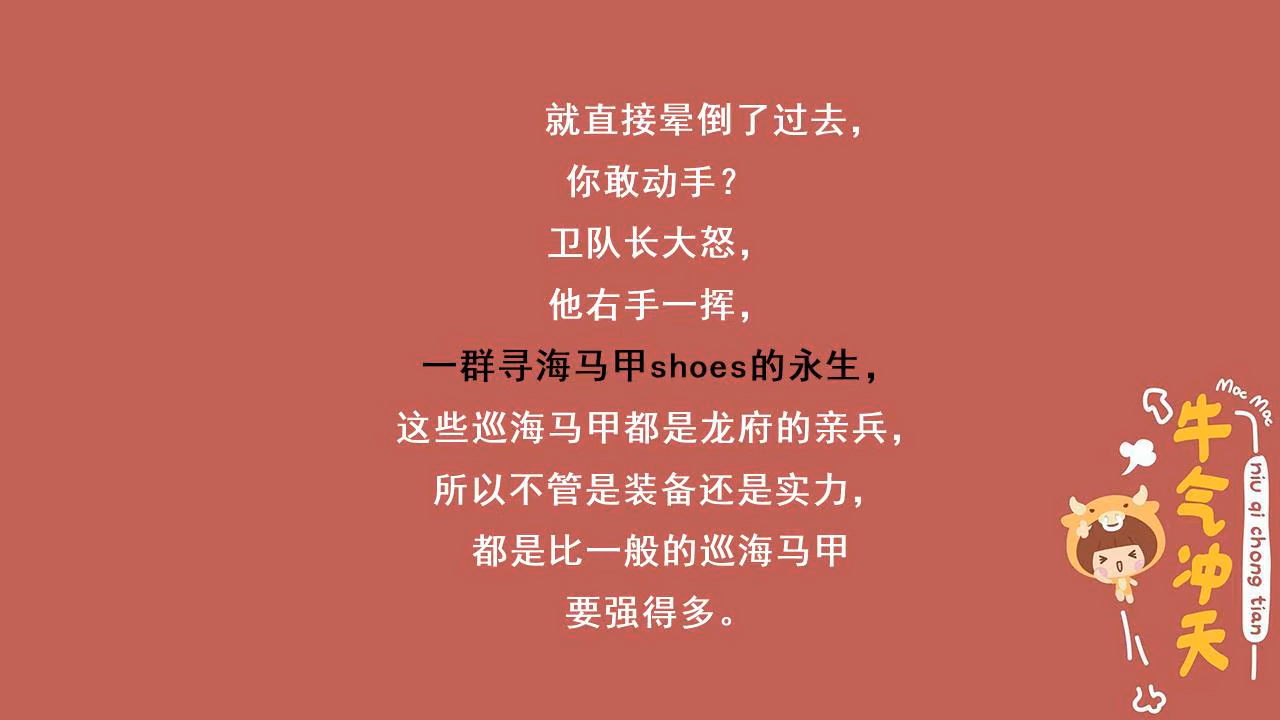 就直接晕倒了过去，
你敢动手？
卫队长大怒，
他右手一挥，
一群寻海马甲shoes的永生，
这些巡海马甲都是龙府的亲兵，
所以不管是装备还是实力，
都是比一般的巡海马甲
要强得多。
Moc Moc
牛气冲天
niu qi chong tian